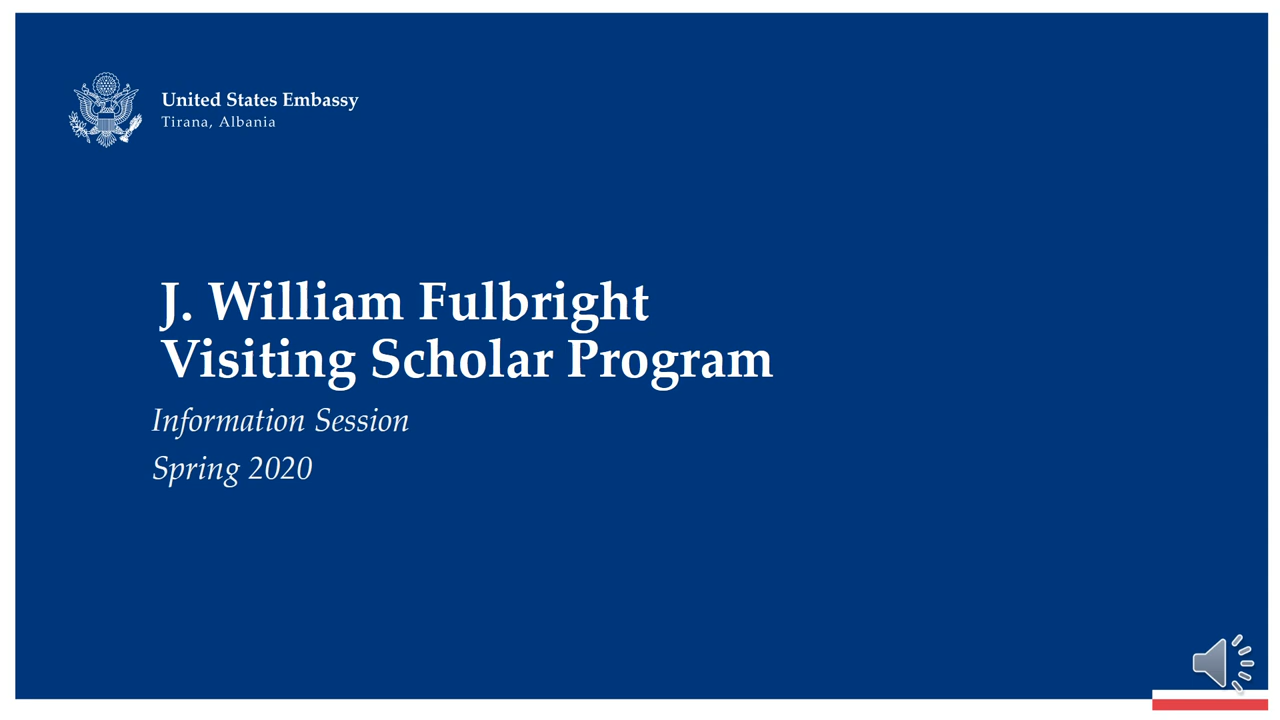 United States Embassy
Tirana, Albania
J. William Fulbright
Visiting Scholar Program
Information Session
Spring 2020